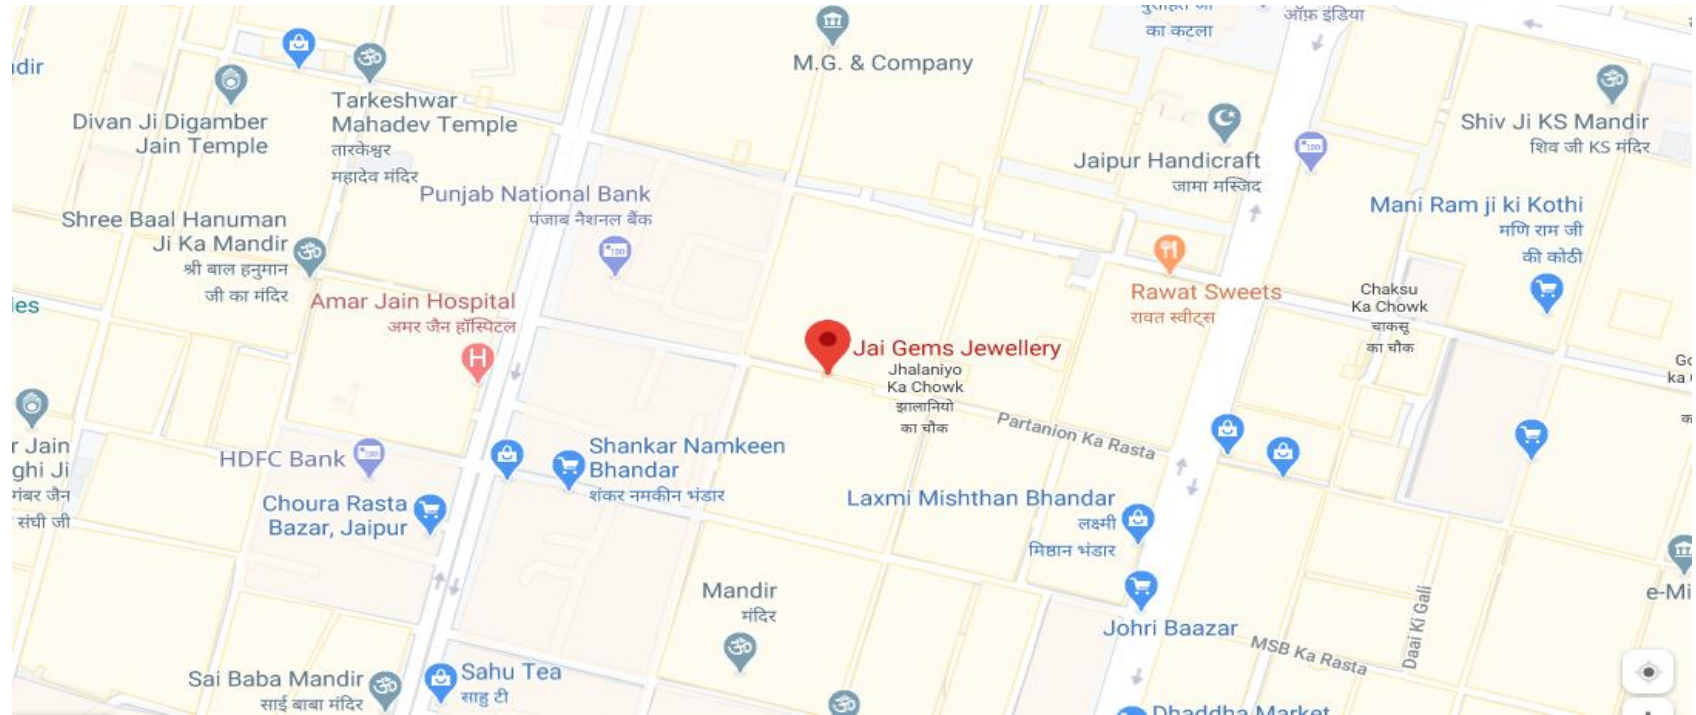 का कटला
ऑफ़ इंडिया
M.G. & Company
Tarkeshwar
Mahadev Temple
तारकेश्वर
महादेव मंदिर
Divan Ji Digamber
Jain Temple
Shiv Ji KS Mandir
शिव जी KS मंदिर
Jaipur Handicraft
जामा मस्जिद
Punjab National Bank
पंजाब नैशनल बैंक
Mani Ram ji ki Kothi
मणि राम जी
की कोठी
Shree Baal Hanuman
Ji Ka Mandir
श्री बाल हनुमान
जी का मंदिर
Amar Jain Hospital
अमर जैन हॉस्पिटल
Rawat Sweets
रावत स्वीट्स
Chaksu
Ka Chowk
चाकसू
का चौक
Jai Gems Jewellery
Jhalaniyo
Ka Chowk
झालानियो
का चौक
Partanion Ka Rasta
r Jain
ghi Ji
संघी जी
HDFC Bank
Shankar Namkeen
Bhandar
शंकर नमकीन भंडार
Choura Rasta
Bazar, Jaipur
Laxmi Mishthan Bhandar
लक्ष्मी
मिष्ठान भंडार
Mandir
मंदिर
Johri Baazar
MSB Ka Rasta
Daai Ki Gali
e-Mi
Sai Baba Mandir
साईं बाबा मंदिर
Sahu Tea
साहु टी
Dhaddha Market